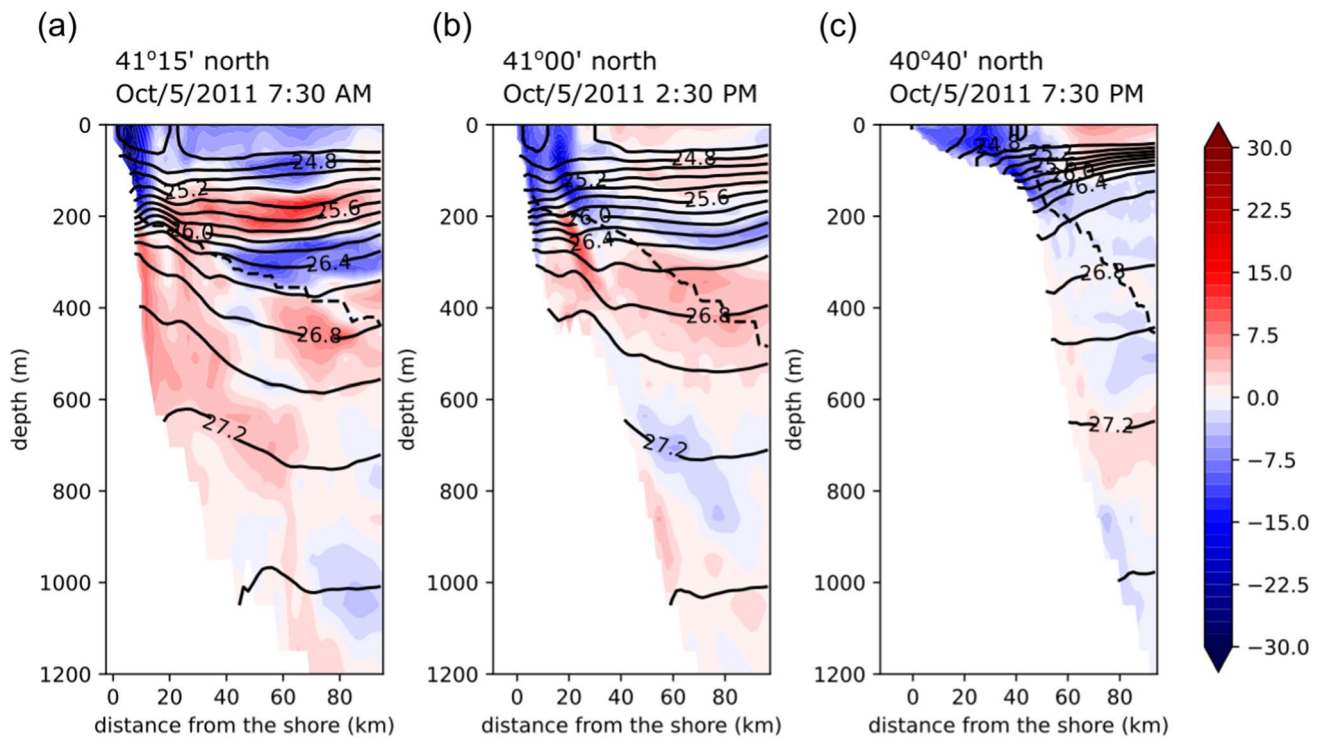 (a)
41°15' north
Oct/5/2011 7:30 AM
0
200
400
600
800
1000
1200
depth (m)
24.8
25.2
25.6
26.0
26.4
26.8
27.2
0 20 40 60 80
distance from the shore (km)
(b)
41°00' north
Oct/5/2011 2:30 PM
0
200
400
600
800
1000
1200
depth (m)
24.8
25.2
25.6
26.0
26.4
26.8
27.2
0 20 40 60 80
distance from the shore (km)
(c)
40°40' north
Oct/5/2011 7:30 PM
0
200
400
600
800
1000
1200
depth (m)
24.8
25.2
25.6
26.0
26.4
26.8
27.2
0 20 40 60 80
distance from the shore (km)
30.0
22.5
15.0
7.5
0.0
−7.5
−15.0
−22.5
−30.0